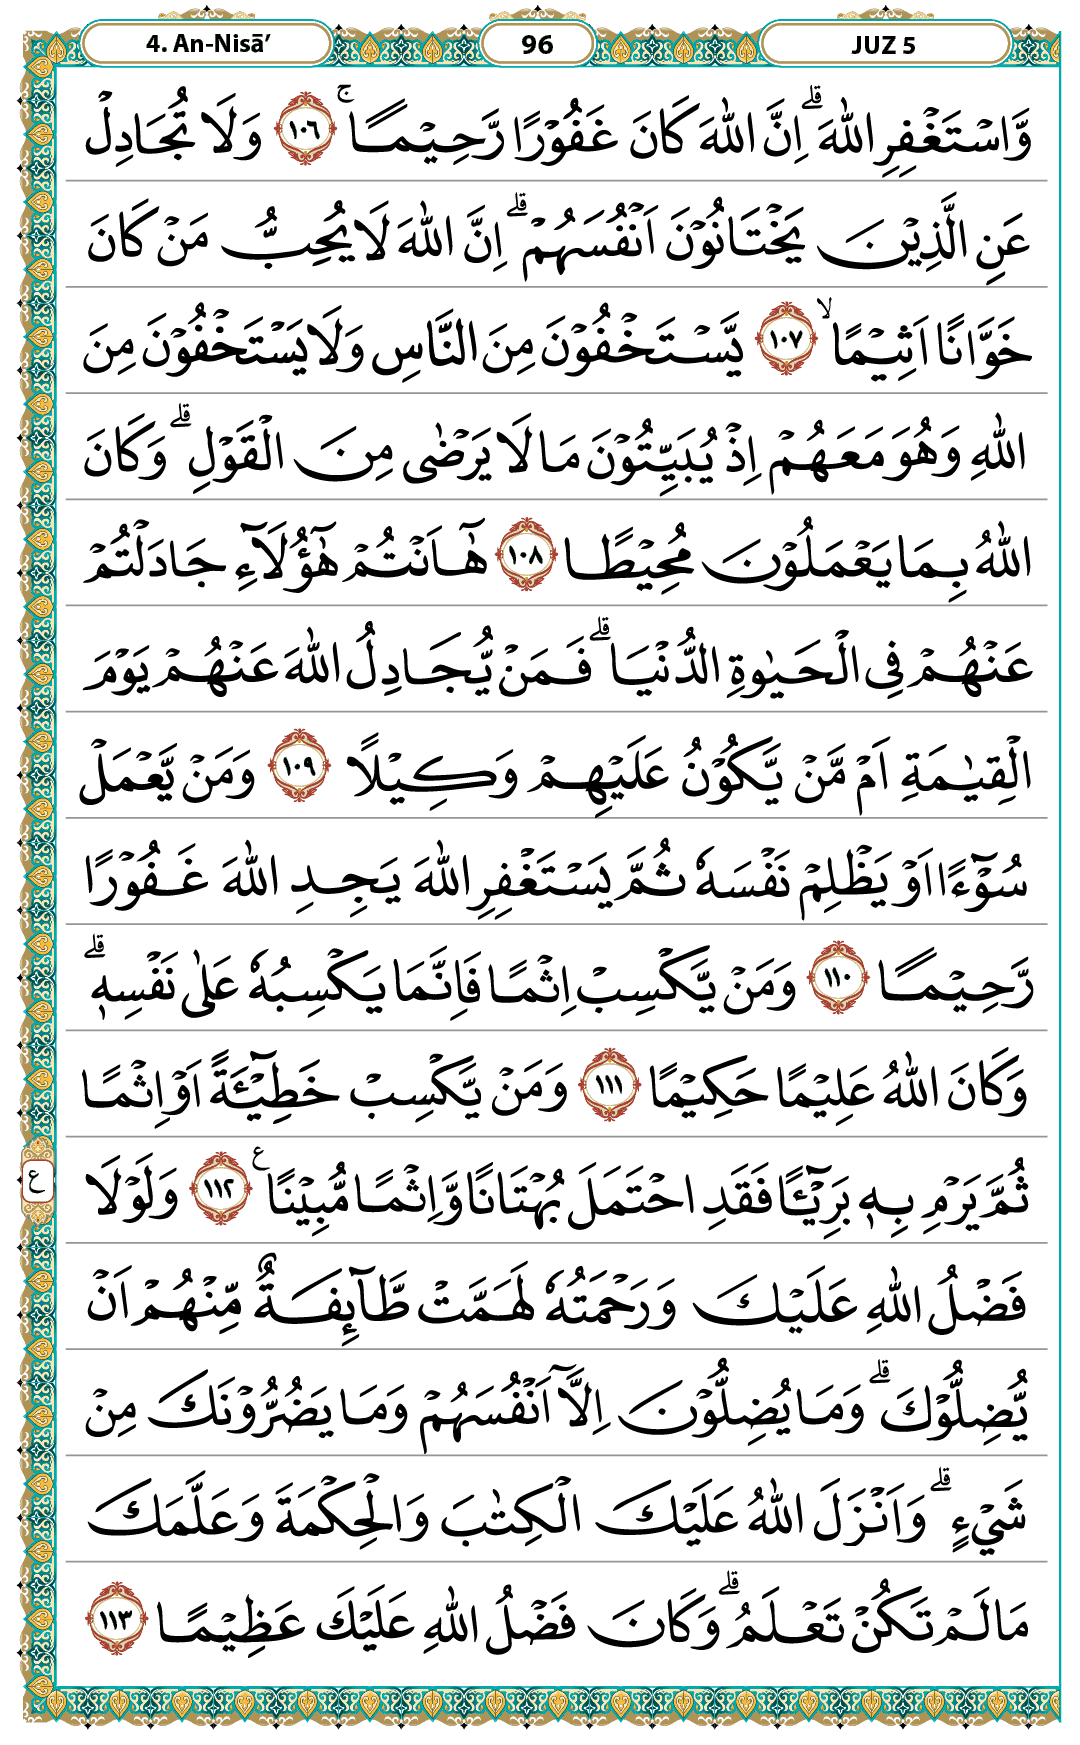 4. An-Nisā’
96
JUZ 5
وَّاسْتَغْفِرِ اللّٰهَ ۗاِنَّ اللّٰهَ كَانَ غَفُوْرًا رَّحِيْمًاۚ ١٠٦ وَلَا تُجَادِلْ
عَنِ الَّذِيْنَ يَخْتَانُوْنَ اَنْفُسَهُمْ ۗاِنَّ اللّٰهَ لَا يُحِبُّ مَنْ كَانَ
خَوَّانًا اَثِيْمًاۙ ١٠٧ يَّسْتَخْفُوْنَ مِنَ النَّاسِ وَلَا يَسْتَخْفُوْنَ مِنَ
اللّٰهِ وَهُوَ مَعَهُمْ اِذْ يُبَيِّتُوْنَ مَا لَا يَرْضٰى مِنَ الْقَوْلِ ۗ وَكَانَ
اللّٰهُ بِمَا يَعْمَلُوْنَ مُحِيْطًا ١٠٨ هٰٓاَنْتُمْ هٰٓؤُلَاۤءِ جَادَلْتُمْ
عَنْهُمْ فِى الْحَيٰوةِ الدُّنْيَاۗ فَمَنْ يُّجَادِلُ اللّٰهَ عَنْهُمْ يَوْمَ
الْقِيٰمَةِ اَمْ مَّنْ يَّكُوْنُ عَلَيْهِمْ وَكِيْلًا ١٠٩ وَمَنْ يَّعْمَلْ
سُوْۤءًا اَوْ يَظْلِمْ نَفْسَهٗ ثُمَّ يَسْتَغْفِرِ اللّٰهَ يَجِدِ اللّٰهَ غَفُوْرًا
رَّحِيْمًا ١١٠ وَمَنْ يَّكْسِبْ اِثْمًا فَاِنَّمَا يَكْسِبُهٗ عَلٰى نَفْسِهٖ ۗ
وَكَانَ اللّٰهُ عَلِيْمًا حَكِيْمًا ١١١ وَمَنْ يَّكْسِبْ خَطِيْۤـَٔةً اَوْ اِثْمًا
ثُمَّ يَرْمِ بِهٖ بَرِيْۤـًٔا فَقَدِ احْتَمَلَ بُهْتَانًا وَّاِثْمًا مُّبِيْنًا ࣖ ١١٢ وَلَوْلَا
ع
فَضْلُ اللّٰهِ عَلَيْكَ وَرَحْمَتُهٗ لَهَمَّتْ طَّاۤىِٕفَةٌ مِّنْهُمْ اَنْ
يُّضِلُّوْكَۗ وَمَا يُضِلُّوْنَ اِلَّآ اَنْفُسَهُمْ وَمَا يَضُرُّوْنَكَ مِنْ
شَيْءٍ ۗ وَاَنْزَلَ اللّٰهُ عَلَيْكَ الْكِتٰبَ وَالْحِكْمَةَ وَعَلَّمَكَ
مَا لَمْ تَكُنْ تَعْلَمُۗ وَكَانَ فَضْلُ اللّٰهِ عَلَيْكَ عَظِيْمًا ١١٣